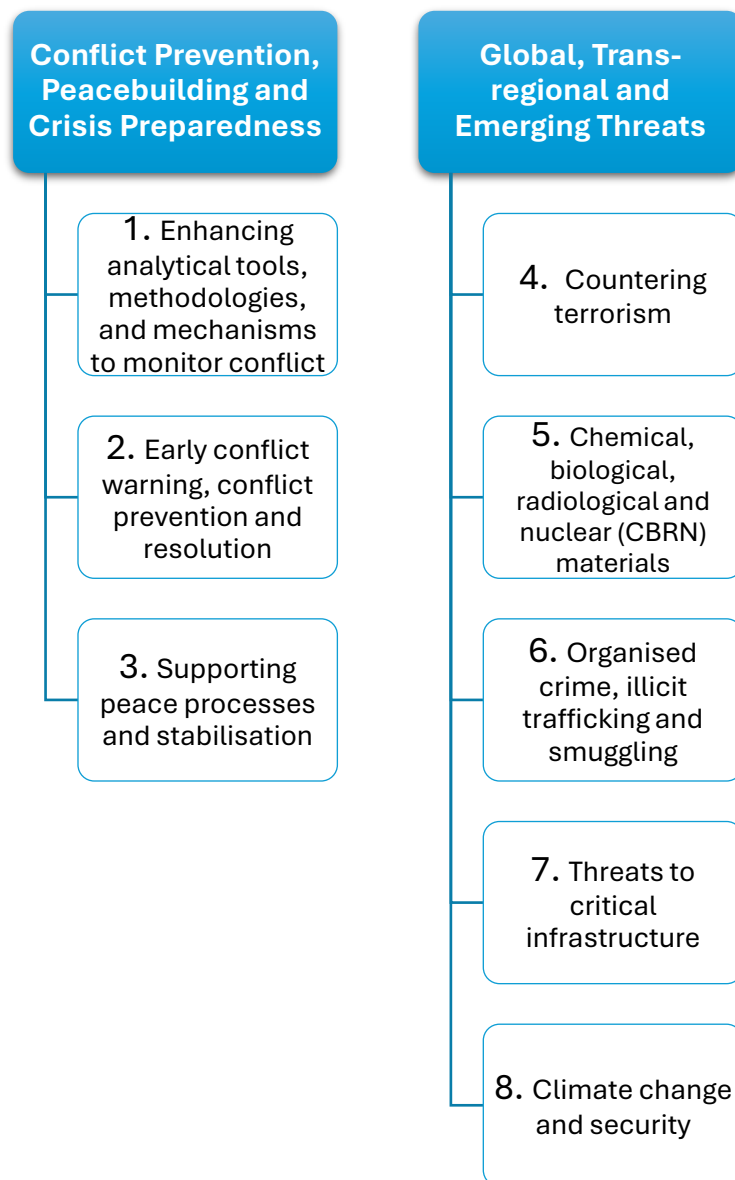 Conflict Prevention,
Peacebuilding and
Crisis Preparedness
1. Enhancing
analytical tools,
methodologies,
and mechanisms
to monitor conflict
2. Early conflict
warning, conflict
prevention and
resolution
3. Supporting
peace processes
and stabilisation
Global, Trans-
regional and
Emerging Threats
4. Countering
terrorism
5. Chemical,
biological,
radiological and
nuclear (CBRN)
materials
6. Organised
crime, illicit
trafficking and
smuggling
7. Threats to
critical
infrastructure
8. Climate change
and security